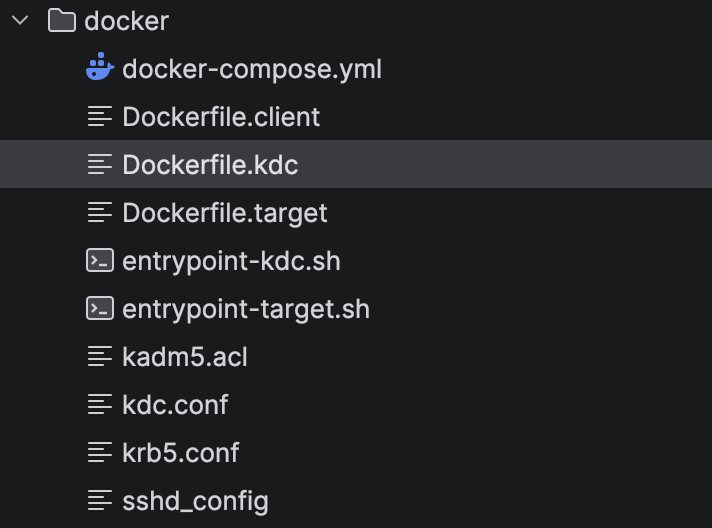 docker
docker-compose.yml
Dockerfile.client
Dockerfile.kdc
Dockerfile.target
entrypoint-kdc.sh
entrypoint-target.sh
kadm5.acl
kdc.conf
krb5.conf
sshd_config